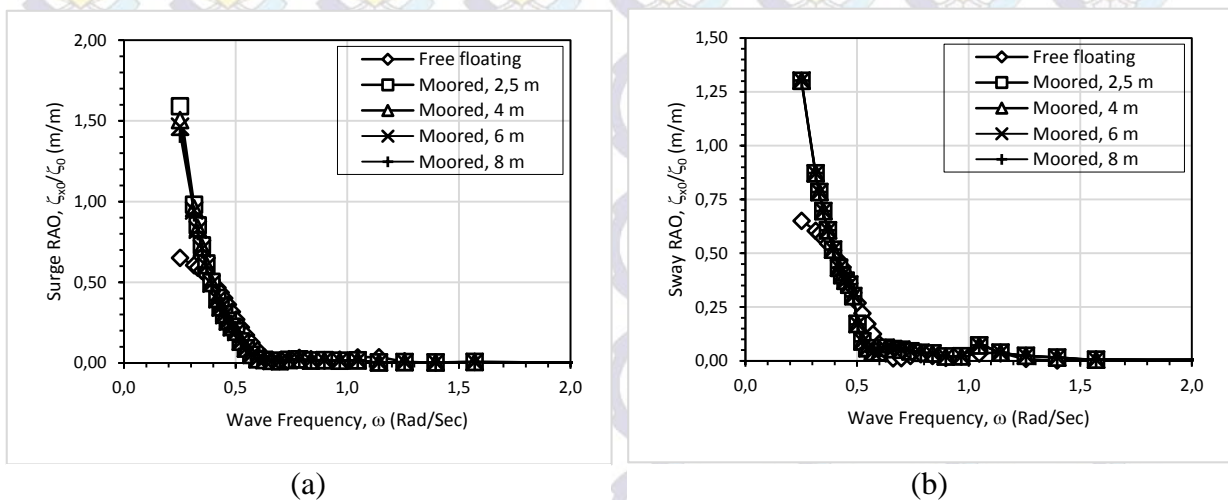 2,00
1,50
1,00
0,50
0,00
Surge RAO, ζx0/ζ0 (m/m)
Free floating
Moored, 2,5 m
Moored, 4 m
Moored, 6 m
Moored, 8 m
0,0 0,5 1,0 1,5 2,0
Wave Frequency, ω (Rad/Sec)
(a)
1,50
1,25
1,00
0,75
0,50
0,25
0,00
Sway RAO, ζx0/ζ0 (m/m)
Free floating
Moored, 2,5 m
Moored, 4 m
Moored, 6 m
Moored, 8 m
0,0 0,5 1,0 1,5 2,0
Wave Frequency, ω (Rad/Sec)
(b)